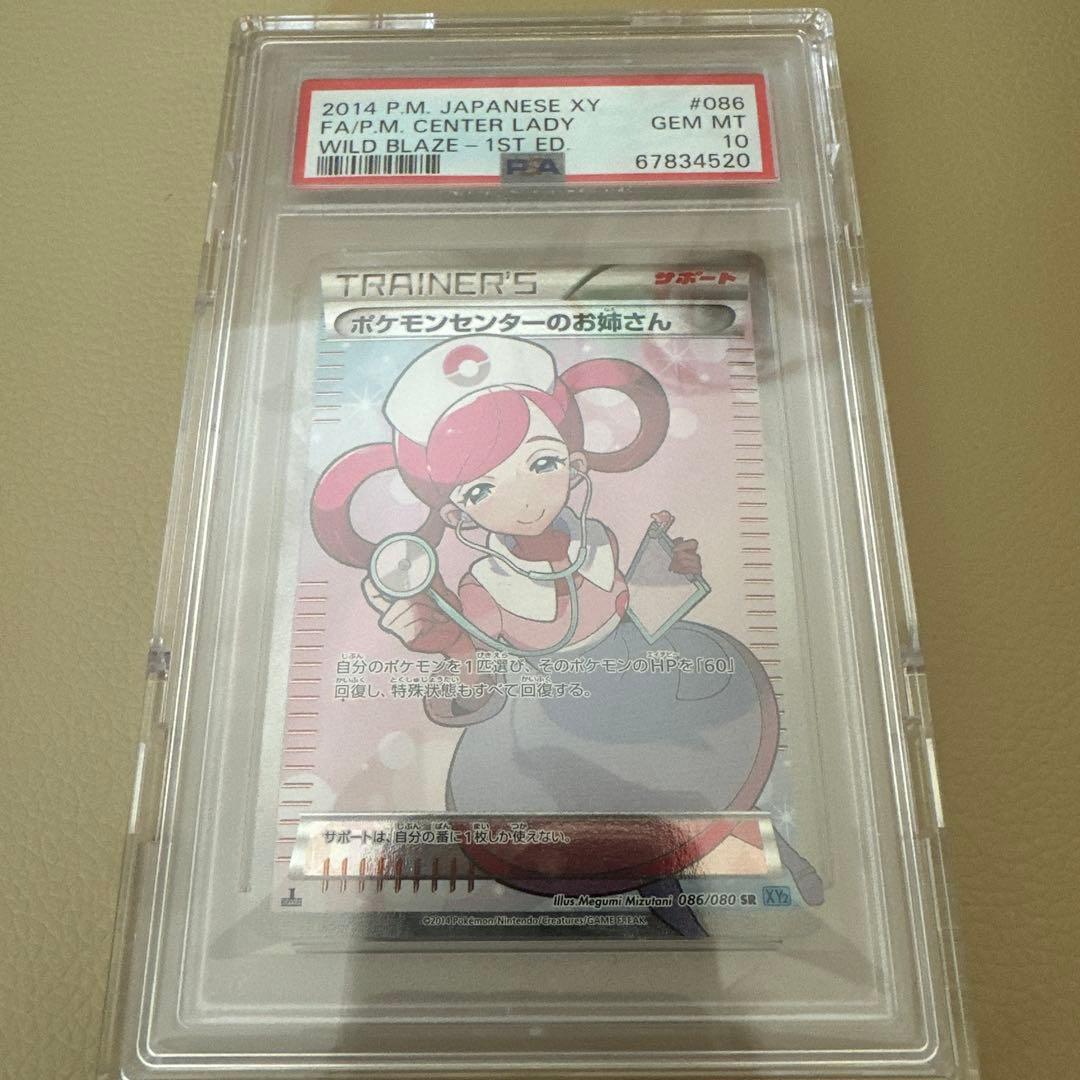 2014 P.M. JAPANESE XY #086
FA/P.M. CENTER LADY GEM MT
WILD BLAZE – 1ST ED. 10
PSA 67834520
TRAINER'S サポート
ポケモンセンターのお姉さん
自分のポケモンを1匹選び、そのポケモンのHPを「60」
回復し、特殊状態もすべて回復する。
サポートは、自分の番に1枚しか使えない。
Illus. Megumi Mizutani 086/080 SR XY2
©2014 Pokémon/Nintendo/Creatures/GAME FREAK